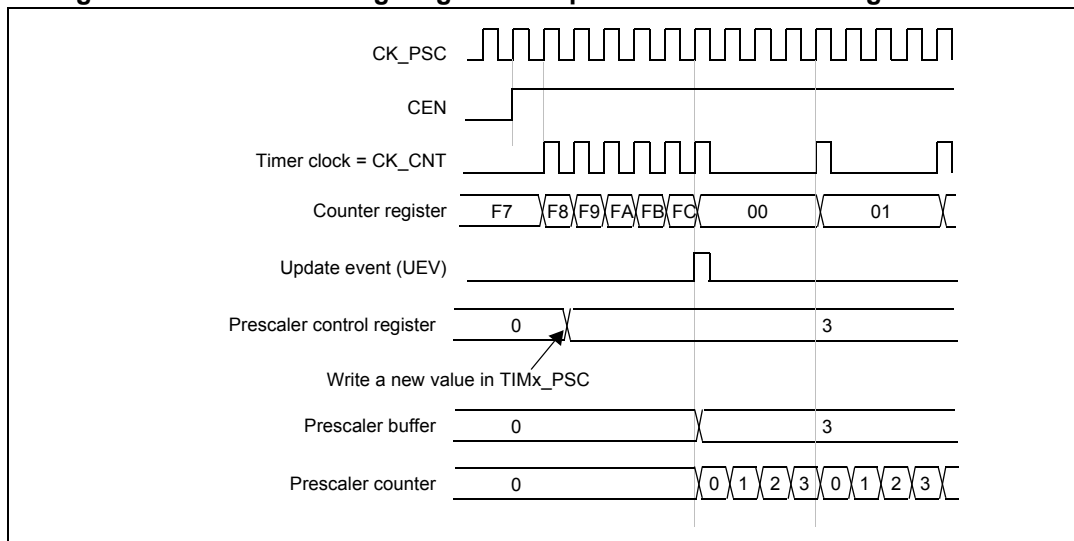 CK_PSC
CEN
Timer clock = CK_CNT
Counter register F7 F8 F9 FA FB FC 00 01
Update event (UEV)
Prescaler control register 0 3
Write a new value in TIMx_PSC
Prescaler buffer 0 3
Prescaler counter 0 0 1 2 3 0 1 2 3